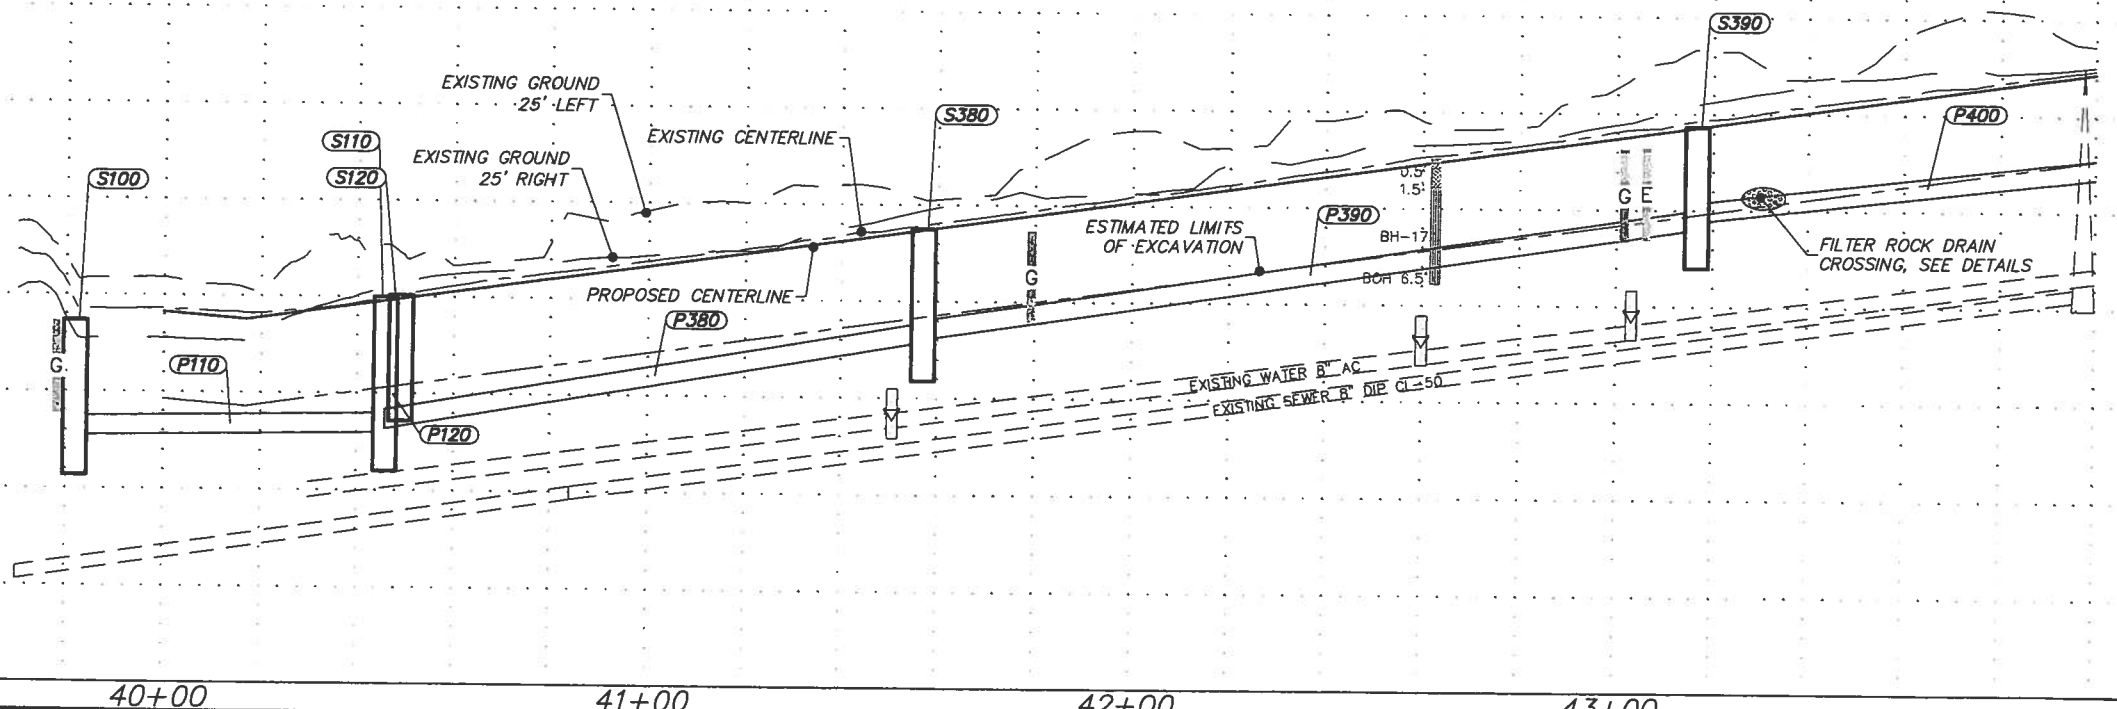 S390
EXISTING GROUND
25' LEFT
S380
P400
EXISTING CENTERLINE
S110
EXISTING GROUND
25' RIGHT
S120
S100
0.5'
1.5'
G E
P390
ESTIMATED LIMITS
OF EXCAVATION
BH-17
FILTER ROCK DRAIN
CROSSING, SEE DETAILS
G
BOH 6.5'
PROPOSED CENTERLINE
P380
G
P110
EXISTING WATER 8" AC
EXISTING SEWER 8" DIP CL-50
P120
40+00
41+00
42+00
43+00